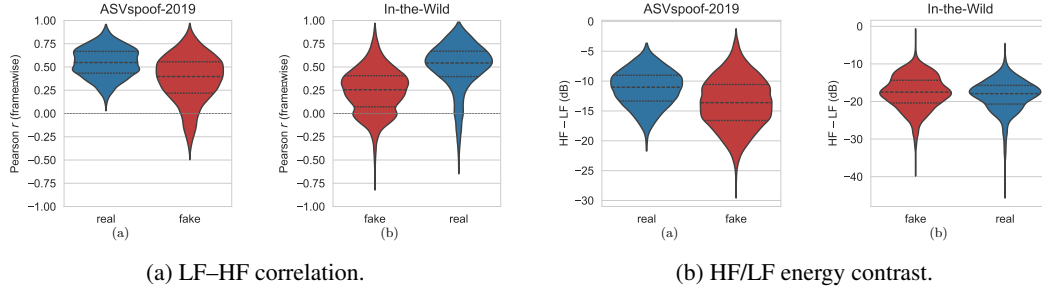 ASVspoof-2019
Pearson r (framewise)
1.00
0.75
0.50
0.25
0.00
−0.25
−0.50
−0.75
−1.00
real fake
(a)
In-the-Wild
Pearson r (framewise)
1.00
0.75
0.50
0.25
0.00
−0.25
−0.50
−0.75
−1.00
fake real
(b)
(a) LF–HF correlation.
ASVspoof-2019
HF – LF (dB)
0
−5
−10
−15
−20
−25
−30
real fake
(a)
In-the-Wild
HF – LF (dB)
0
−10
−20
−30
−40
fake real
(b)
(b) HF/LF energy contrast.